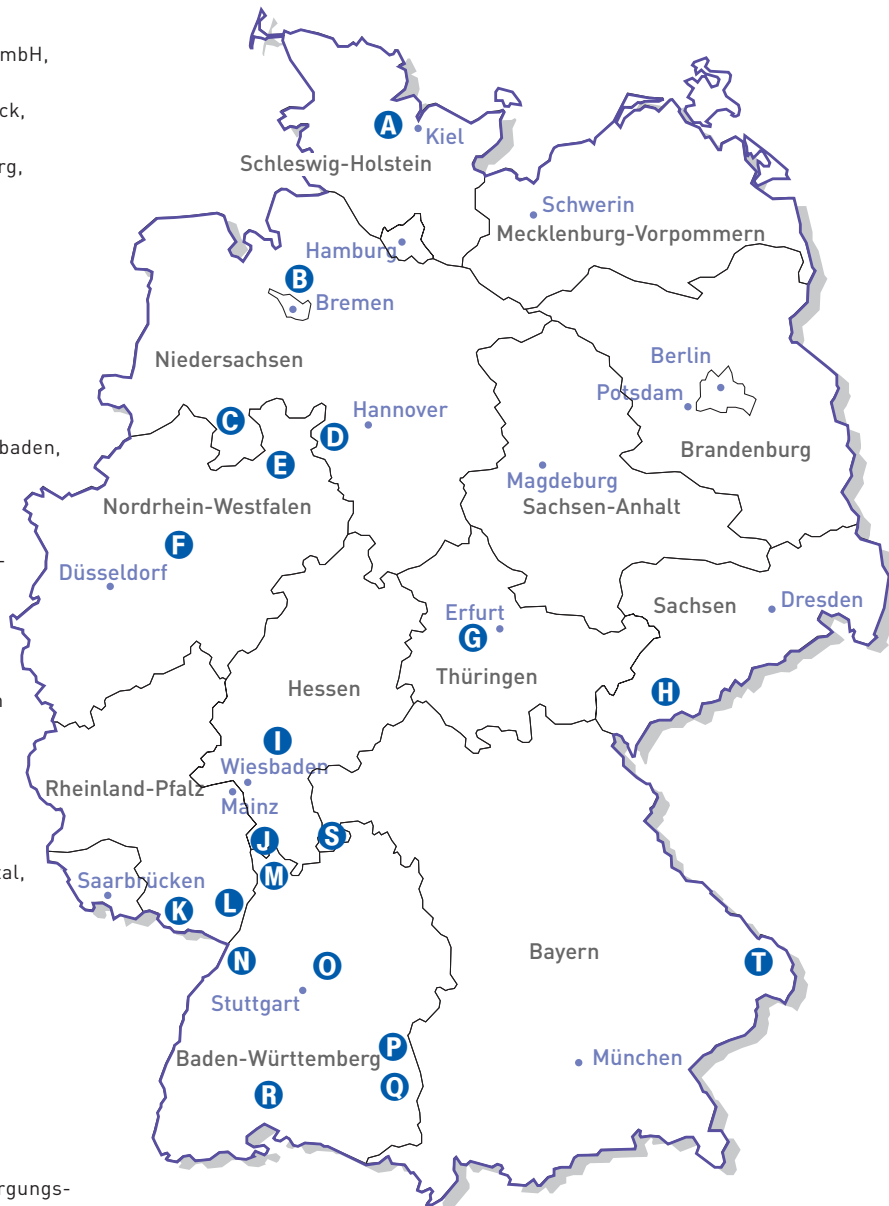 mbH,
ck,
rg,
baden,
-
n
tal,
rgungs-
A
Kiel
Schleswig-Holstein
Schwerin
Mecklenburg-Vorpommern
Hamburg
B
Bremen
Niedersachsen
Berlin
Potsdam
Brandenburg
C
D
Hannover
E
Magdeburg
Sachsen-Anhalt
Nordrhein-Westfalen
F
Düsseldorf
Sachsen
Dresden
Erfurt
G
Thüringen
H
Hessen
I
Wiesbaden
Rheinland-Pfalz
Mainz
J
S
M
Saarbrücken
K
L
Bayern
N
O
T
Stuttgart
P
Baden-Württemberg
München
Q
R